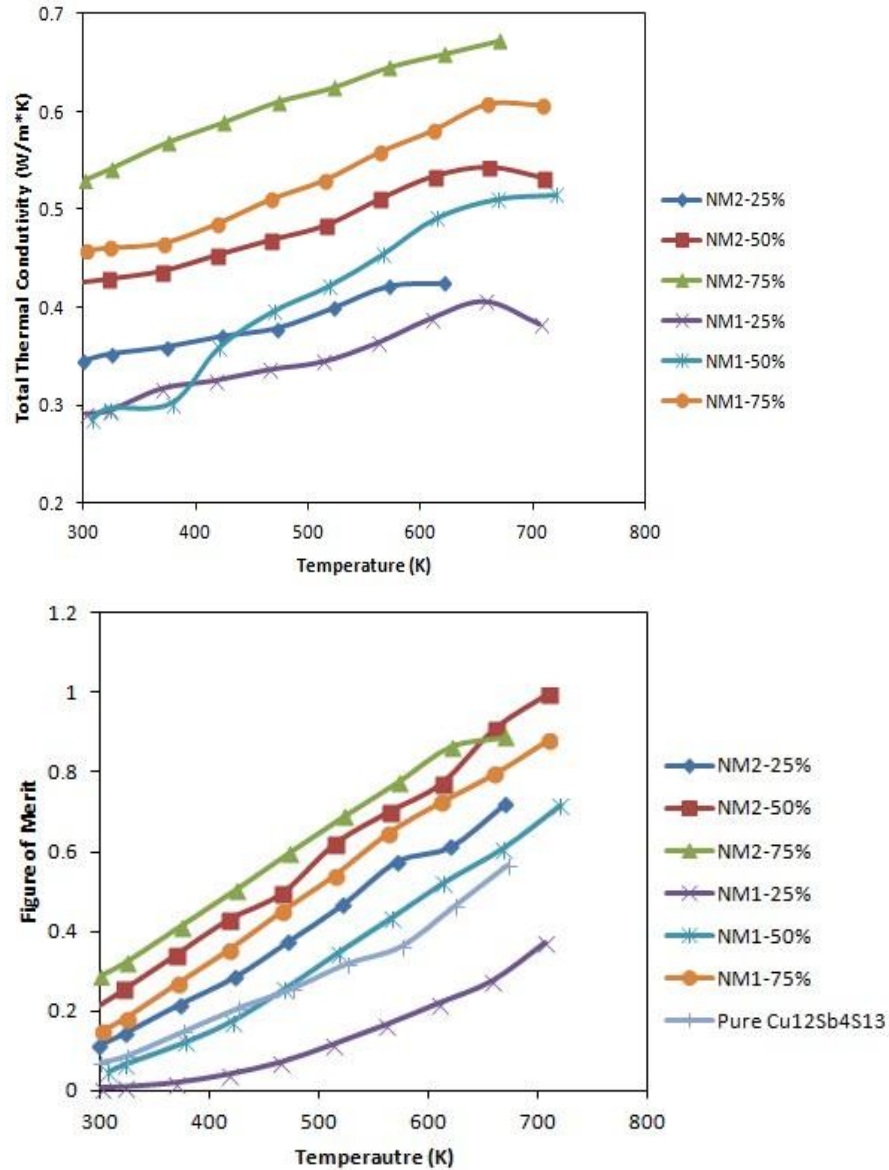 Total Thermal Condutivity (W/m*K)
0.7
0.6
0.5
0.4
0.3
0.2
300 400 500 600 700 800
Temperature (K)
NM2-25%
NM2-50%
NM2-75%
NM1-25%
NM1-50%
NM1-75%
Figure of Merit
1.2
1
0.8
0.6
0.4
0.2
0
300 400 500 600 700 800
Temperautre (K)
NM2-25%
NM2-50%
NM2-75%
NM1-25%
NM1-50%
NM1-75%
Pure Cu12Sb4S13